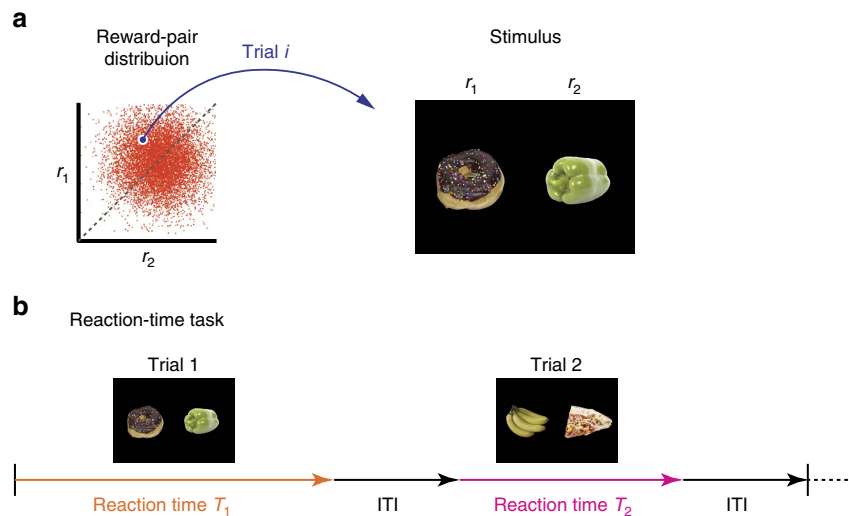 a
Reward-pair
distribuion
Trial i
Stimulus
r1
r2
r1
r2
b
Reaction-time task
Trial 1
Trial 2
Reaction time T1
ITI
Reaction time T2
ITI